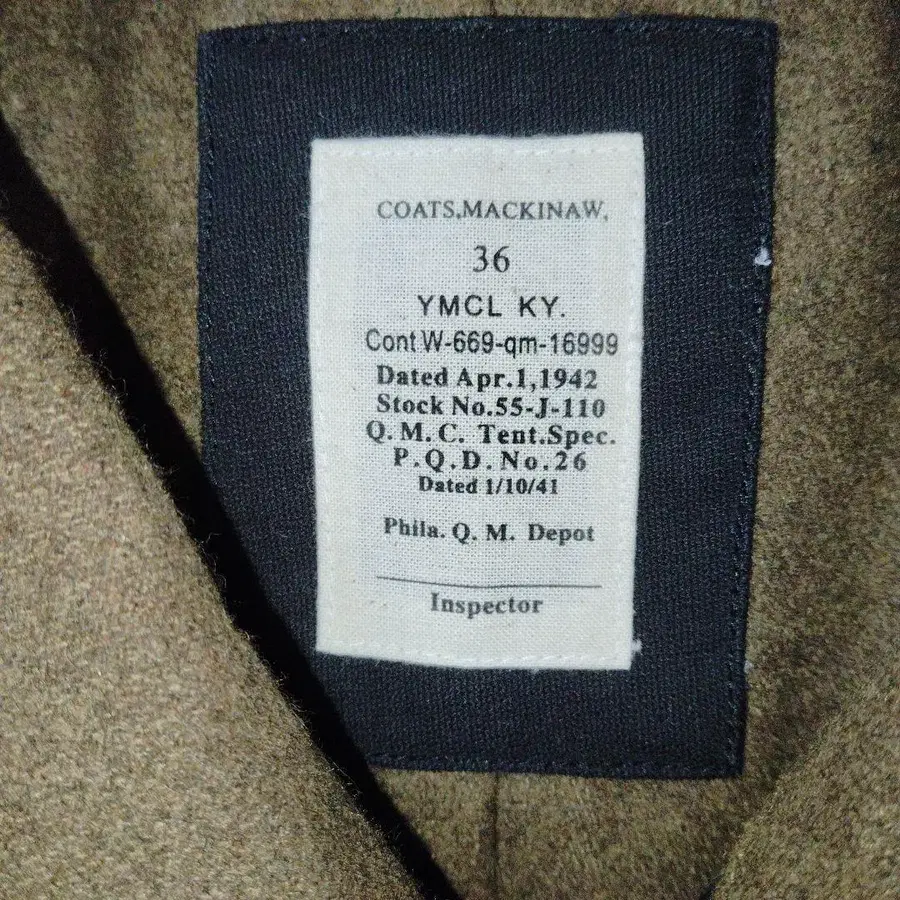 COATS,MACKINAW,
36
YMCL KY.
Cont W-669-qm-16999
Dated Apr.1,1942
Stock No.55-J-110
Q.M.C. Tent.Spec.
P.Q.D.No.26
Dated 1/10/41
Phila. Q. M. Depot
Inspector